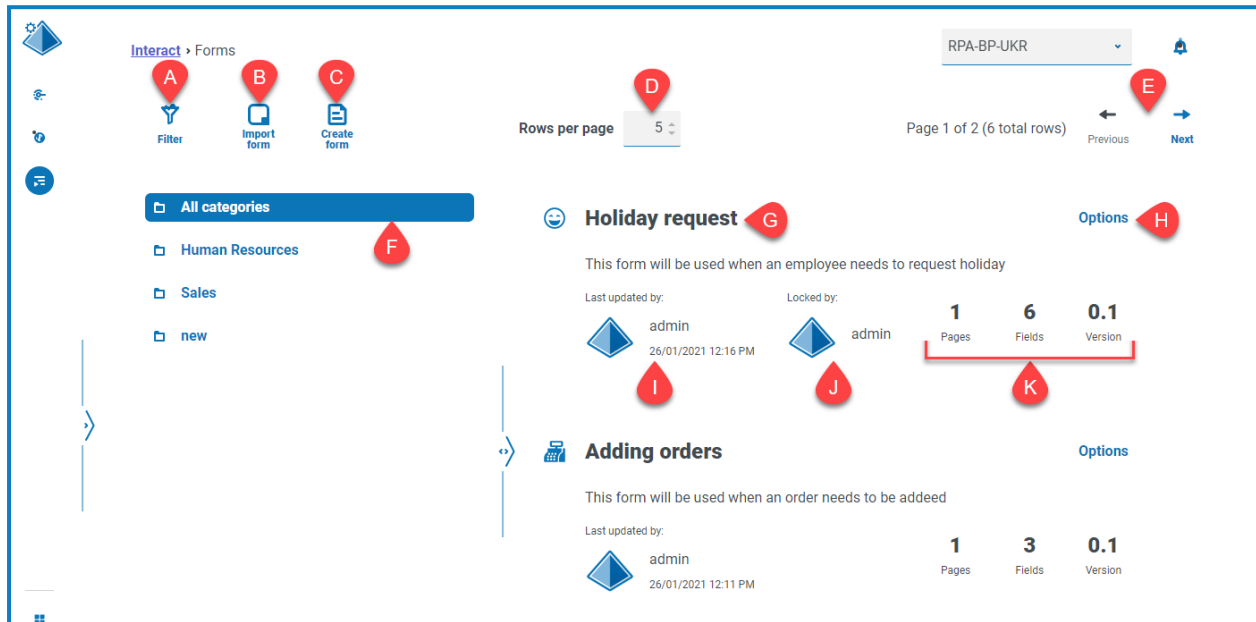 Interact › Forms
RPA-BP-UKR
A
B
C
D
E
Filter
Import
form
Create
form
Rows per page 5
Page 1 of 2 (6 total rows)
Previous
Next
All categories
F
Human Resources
Sales
new
Holiday request G
Options H
This form will be used when an employee needs to request holiday
Last updated by:
admin
26/01/2021 12:16 PM
I
Locked by:
admin
J
1 6 0.1
Pages Fields Version
K
Adding orders
Options
This form will be used when an order needs to be addeed
Last updated by:
admin
26/01/2021 12:11 PM
1 3 0.1
Pages Fields Version